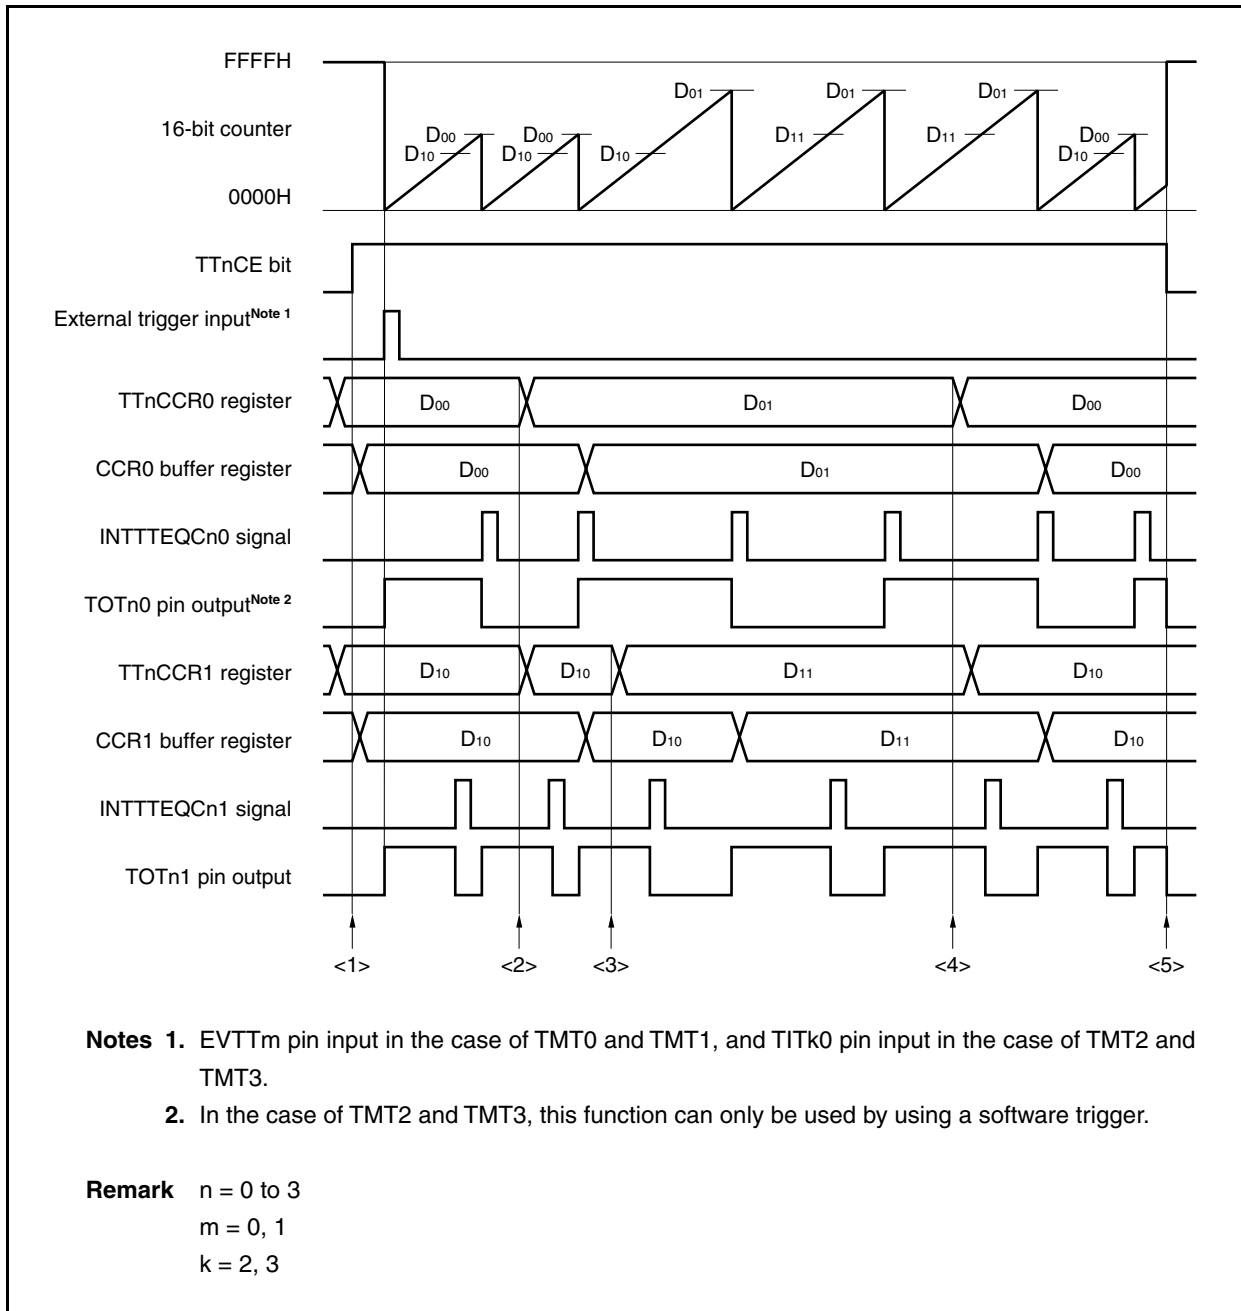 FFFFH
D01 D01 D01
16-bit counter
D00 D00 D11 D11 D00
D10 D10 D10 D10
0000H
TTnCE bit
External trigger inputNote 1
TTnCCR0 register D00 D01 D00
CCR0 buffer register D00 D01 D00
INTTTEQCn0 signal
TOTn0 pin outputNote 2
TTnCCR1 register D10 D10 D11 D10
CCR1 buffer register D10 D10 D11 D10
INTTTEQCn1 signal
TOTn1 pin output
<1> <2> <3> <4> <5>
Notes 1. EVTTm pin input in the case of TMT0 and TMT1, and TITk0 pin input in the case of TMT2 and
TMT3.
2. In the case of TMT2 and TMT3, this function can only be used by using a software trigger.
Remark n = 0 to 3
m = 0, 1
k = 2, 3